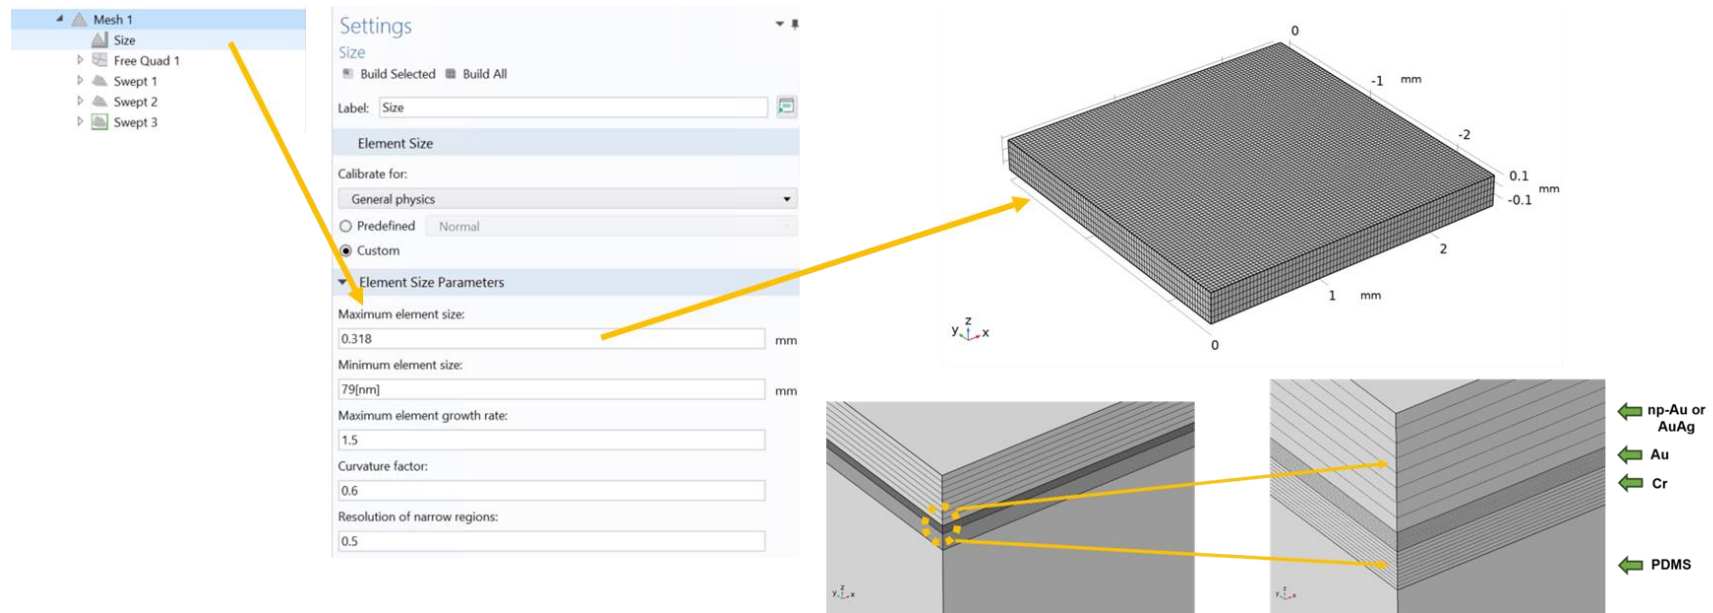 Mesh 1
Size
Free Quad 1
Swept 1
Swept 2
Swept 3
Settings
Size
Build Selected Build All
Label: Size
Element Size
Calibrate for:
General physics
Predefined Normal
Custom
Element Size Parameters
Maximum element size:
0.318 mm
Minimum element size:
79[nm] mm
Maximum element growth rate:
1.5
Curvature factor:
0.6
Resolution of narrow regions:
0.5
0
-1 mm
-2
0.1
mm
-0.1
2
1 mm
0
z
y x
z
y x
z
y x
np-Au or
AuAg
Au
Cr
PDMS